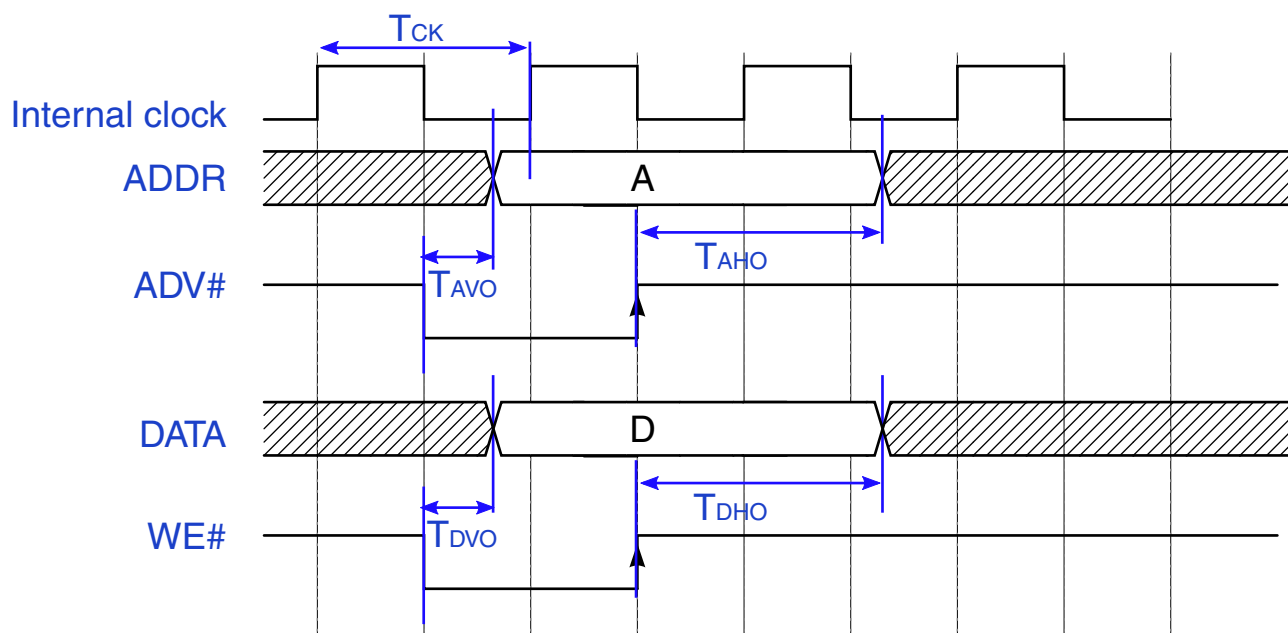 TCK
Internal clock
ADDR
A
TAHO
TAVO
ADV#
DATA
D
TDHO
TDVO
WE#